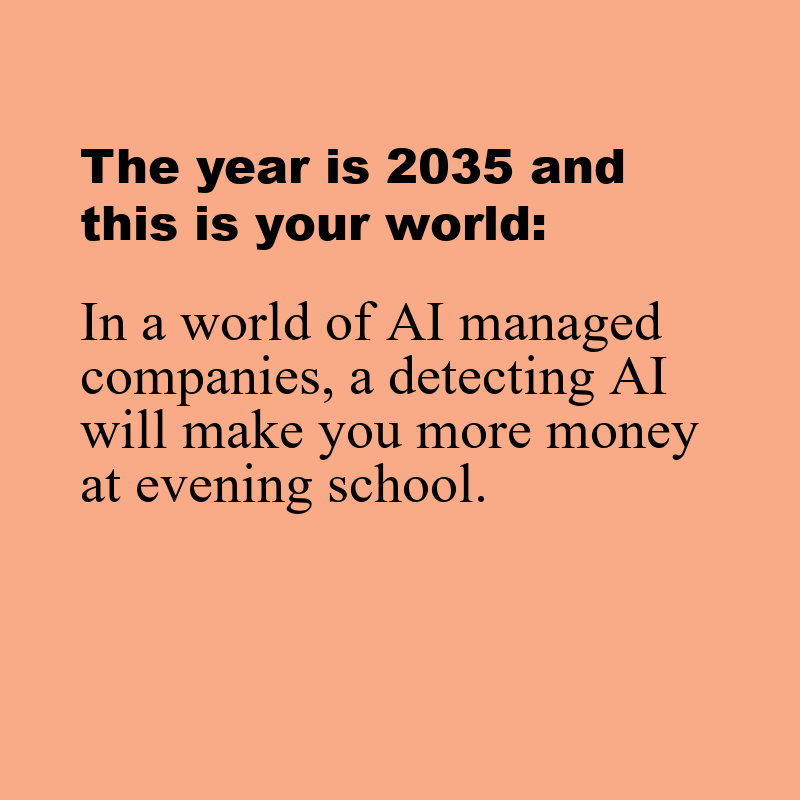 The year is 2035 and
this is your world:
In a world of AI managed
companies, a detecting AI
will make you more money
at evening school.